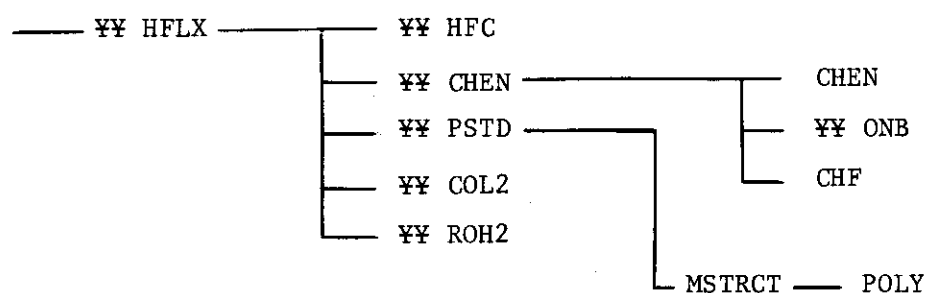 ¥¥ HFLX ¥¥ HFC
¥¥ CHEN CHEN
¥¥ PSTD ¥¥ ONB
¥¥ COL2 CHF
¥¥ ROH2
MSTRCT POLY